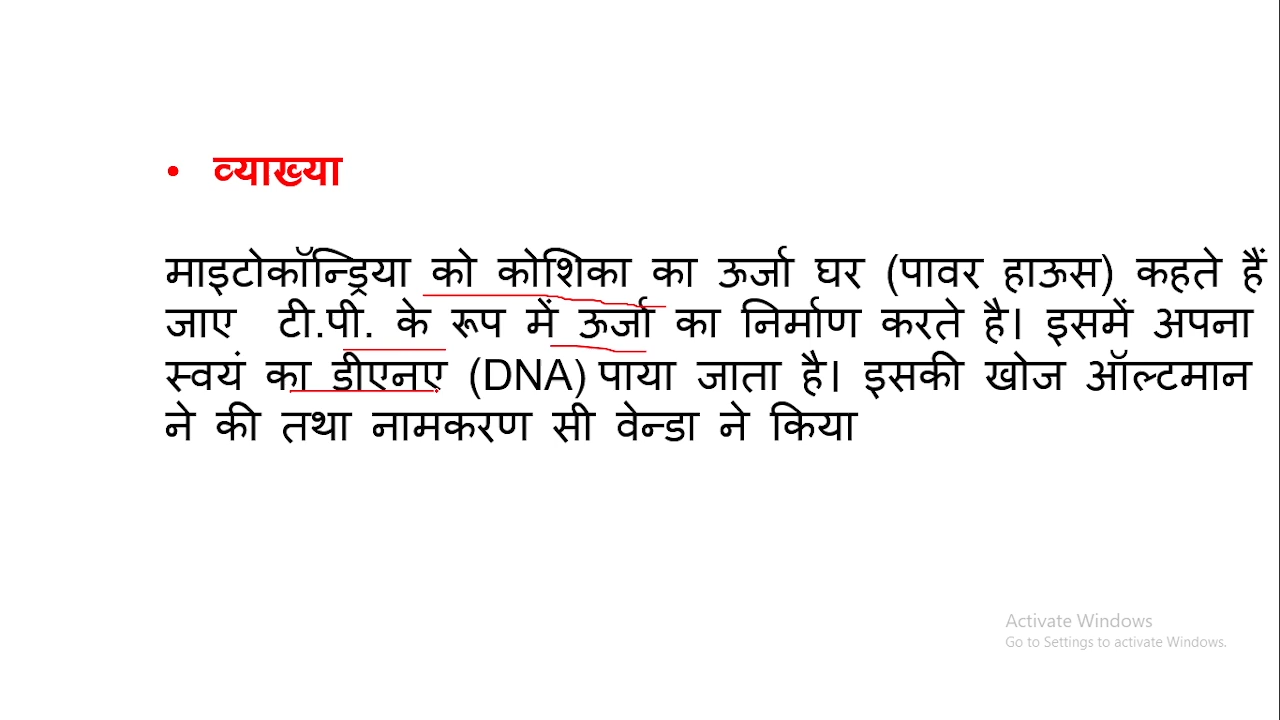 • व्याख्या
माइटोकॉन्ड्रिया को कोशिका का ऊर्जा घर (पावर हाऊस) कहते हैं
जाए टी.पी. के रूप में ऊर्जा का निर्माण करते है। इसमें अपना
स्वयं का डीएनए (DNA) पाया जाता है। इसकी खोज ऑल्टमान
ने की तथा नामकरण सी वेन्डा ने किया
Activate Windows
Go to Settings to activate Windows.